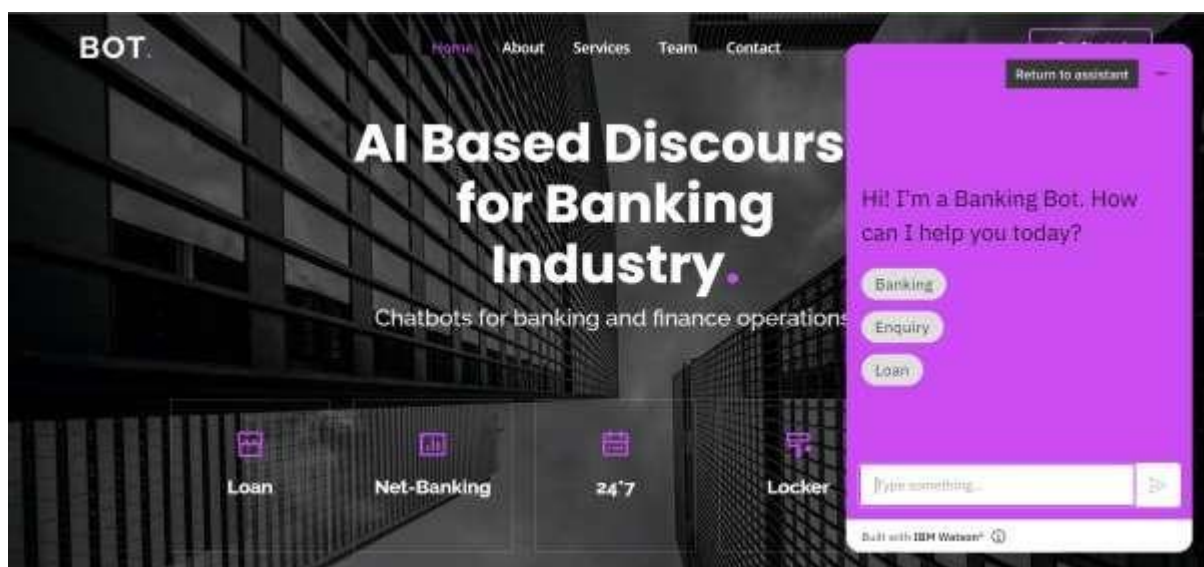 BOT.
Home About Services Team Contact
Return to assistant
AI Based Discours
for Banking
Industry.
Chatbots for banking and finance operations
Hi! I'm a Banking Bot. How
can I help you today?
Banking
Enquiry
Loan
Loan Net-Banking 24*7 Locker
Type something...
Built with IBM Watson®